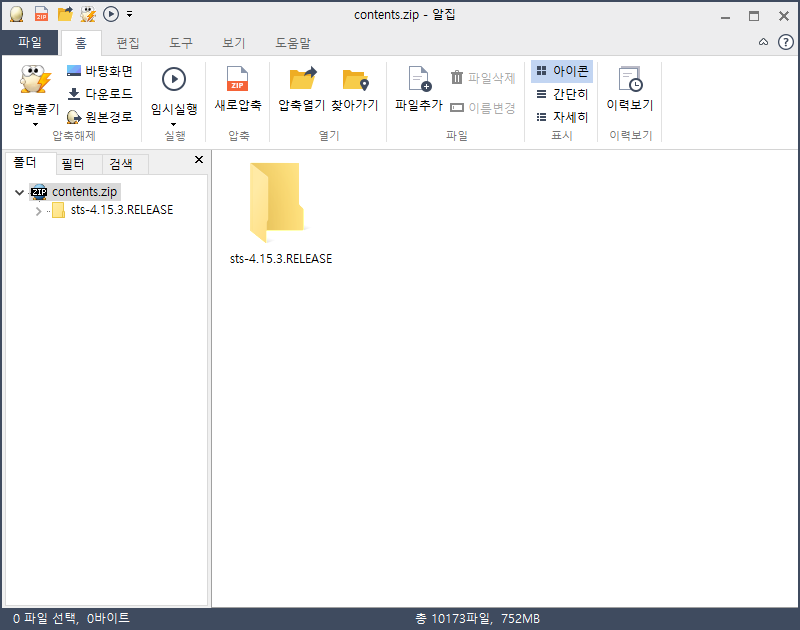 contents.zip - 알집
파일 홈 편집 도구 보기 도움말
압축풀기
바탕화면
다운로드
원본경로
압축해제
임시실행
실행
ZIP
새로압축
압축
압축열기 찾아가기
열기
파일추가
파일삭제
이름변경
파일
아이콘
간단히
자세히
표시
이력보기
이력보기
폴더 필터 검색
ZIP contents.zip
sts-4.15.3.RELEASE
sts-4.15.3.RELEASE
0 파일 선택, 0바이트
총 10173파일, 752MB